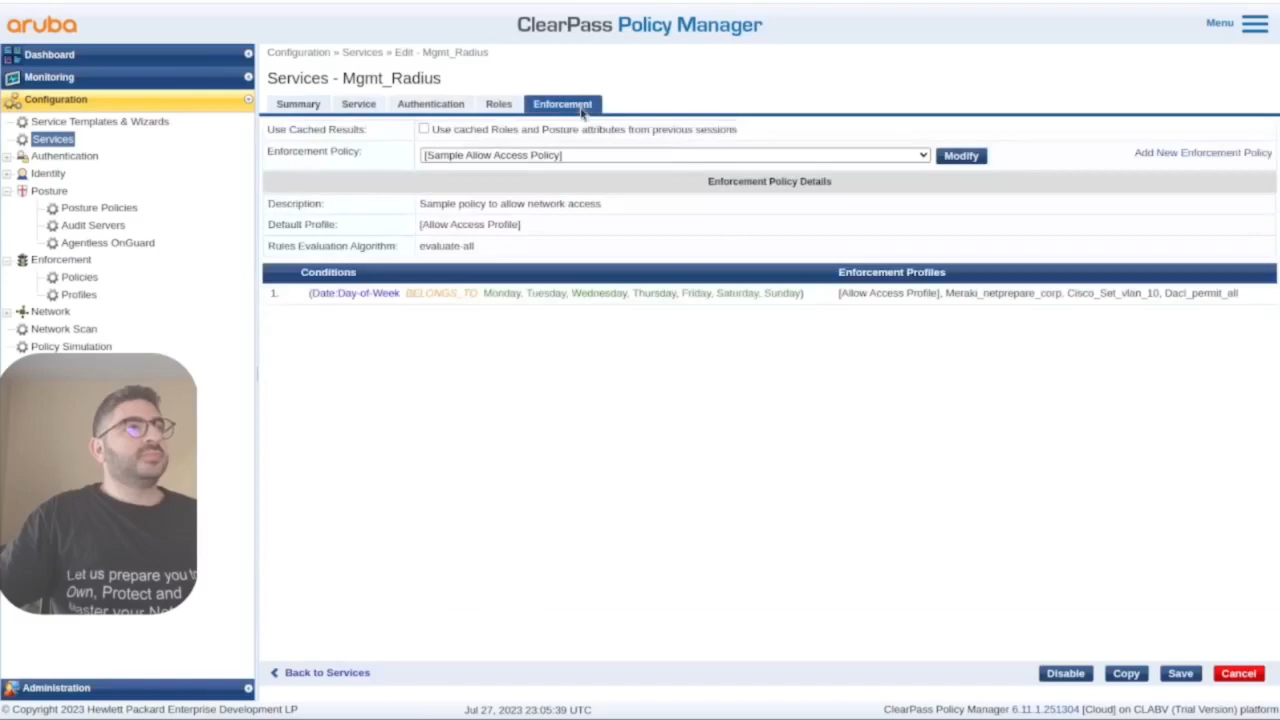 aruba
ClearPass Policy Manager
Menu
Dashboard
Monitoring
Configuration
Service Templates & Wizards
Services
Authentication
Identity
Posture
Posture Policies
Audit Servers
Agentless OnGuard
Enforcement
Policies
Profiles
Network
Network Scan
Policy Simulation
Let us prepare you
Own, Protect and
Administration
Configuration » Services » Edit - Mgmt_Radius
Services - Mgmt_Radius
Summary Service Authentication Roles Enforcement
Use Cached Results: Use cached Roles and Posture attributes from previous sessions
Enforcement Policy: [Sample Allow Access Policy] Modify Add New Enforcement Policy
Enforcement Policy Details
Description: Sample policy to allow network access
Default Profile: [Allow Access Profile]
Rules Evaluation Algorithm: evaluate-all
Conditions Enforcement Profiles
1. (Date:Day-of-Week BELONGS_TO Monday, Tuesday, Wednesday, Thursday, Friday, Saturday, Sunday) [Allow Access Profile], Meraki_netprepare_corp, Cisco_Set_vlan_10, Dacl_permit_all
Back to Services Disable Copy Save Cancel
© Copyright 2023 Hewlett Packard Enterprise Development LP Jul 27, 2023 23:05:39 UTC ClearPass Policy Manager 6.11.1.251304 [Cloud] on CLABV (Trial Version) platform